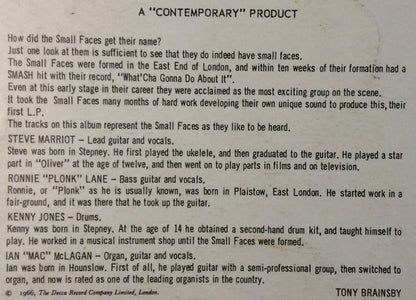 A "CONTEMPORARY" PRODUCT
How did the Small Faces get their name?
Just one look at them is sufficient to see that they do indeed have small faces.
The Small Faces were formed in the East End of London, and within ten weeks of their formation had a
SMASH hit with their record, "What'Cha Gonna Do About It".
Even at this early stage in their career they were acclaimed as the most exciting group on the scene.
It took the Small Faces many months of hard work developing their own unique sound to produce this, their
first L.P.
The tracks on this album represent the Small Faces as they like to be heard.
STEVE MARRIOT – Lead guitar and vocals.
Steve was born in Stepney. He first played the ukelele, and then graduated to the guitar. He played a star
part in "Oliver" at the age of twelve, and then went on to play parts in films and on television.
RONNIE "PLONK" LANE – Bass guitar and vocals.
Ronnie, or "Plonk" as he is usually known, was born in Plaistow, East London. He started work in a
fair-ground, and it was there that he took up the guitar.
KENNY JONES – Drums.
Kenny was born in Stepney. At the age of 14 he obtained a second-hand drum kit, and taught himself to
play. He worked in a musical instrument shop until the Small Faces were formed.
IAN "MAC" McLAGAN – Organ, guitar and vocals.
Ian was born in Hounslow. First of all, he played guitar with a semi-professional group, then switched to
organ, and now is rated as one of the leading organists in the country.
© 1966, The Decca Record Company Limited, London. TONY BRAINSBY